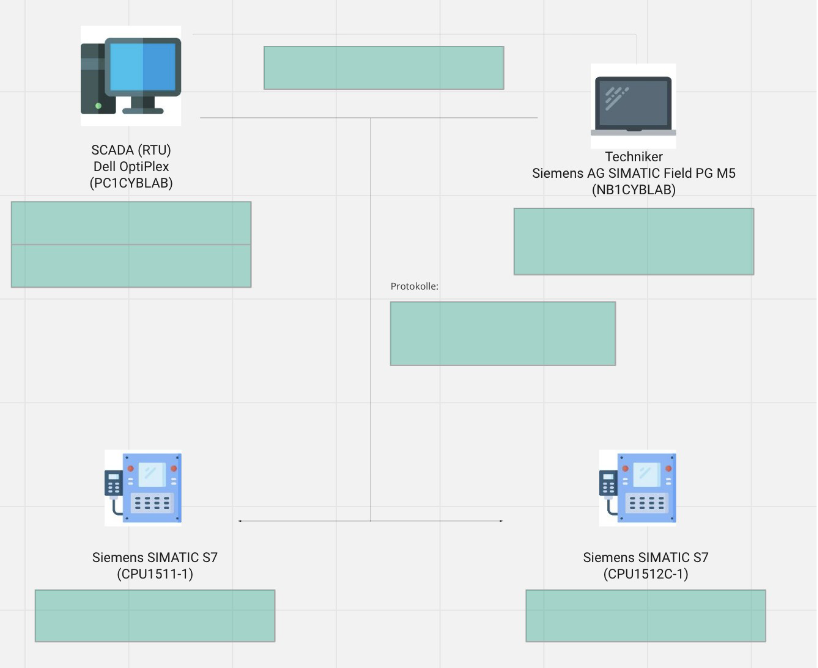 SCADA (RTU)
Dell OptiPlex
(PC1CYBLAB)
Techniker
Siemens AG SIMATIC Field PG M5
(NB1CYBLAB)
Protokolle:
Siemens SIMATIC S7
(CPU1511-1)
Siemens SIMATIC S7
(CPU1512C-1)